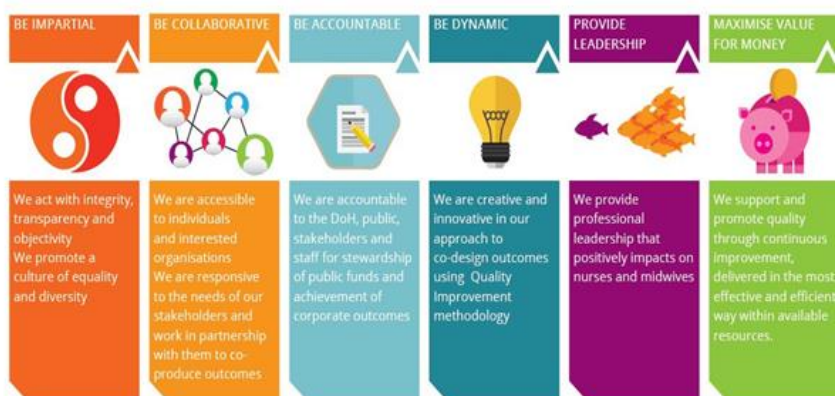 BE IMPARTIAL
We act with integrity,
transparency and
objectivity
We promote a
culture of equality
and diversity
BE COLLABORATIVE
We are accessible
to individuals
and interested
organisations
We are responsive
to the needs of our
stakeholders and
work in partnership
with them to co-
produce outcomes
BE ACCOUNTABLE
We are accountable
to the DoH, public,
stakeholders and
staff for stewardship
of public funds and
achievement of
corporate outcomes
BE DYNAMIC
We are creative and
innovative in our
approach to
co-design outcomes
using Quality
Improvement
methodology
PROVIDE
LEADERSHIP
We provide
professional
leadership that
positively impacts on
nurses and midwives
MAXIMISE VALUE
FOR MONEY
We support and
promote quality
through continuous
improvement,
delivered in the most
effective and efficient
way within available
resources.